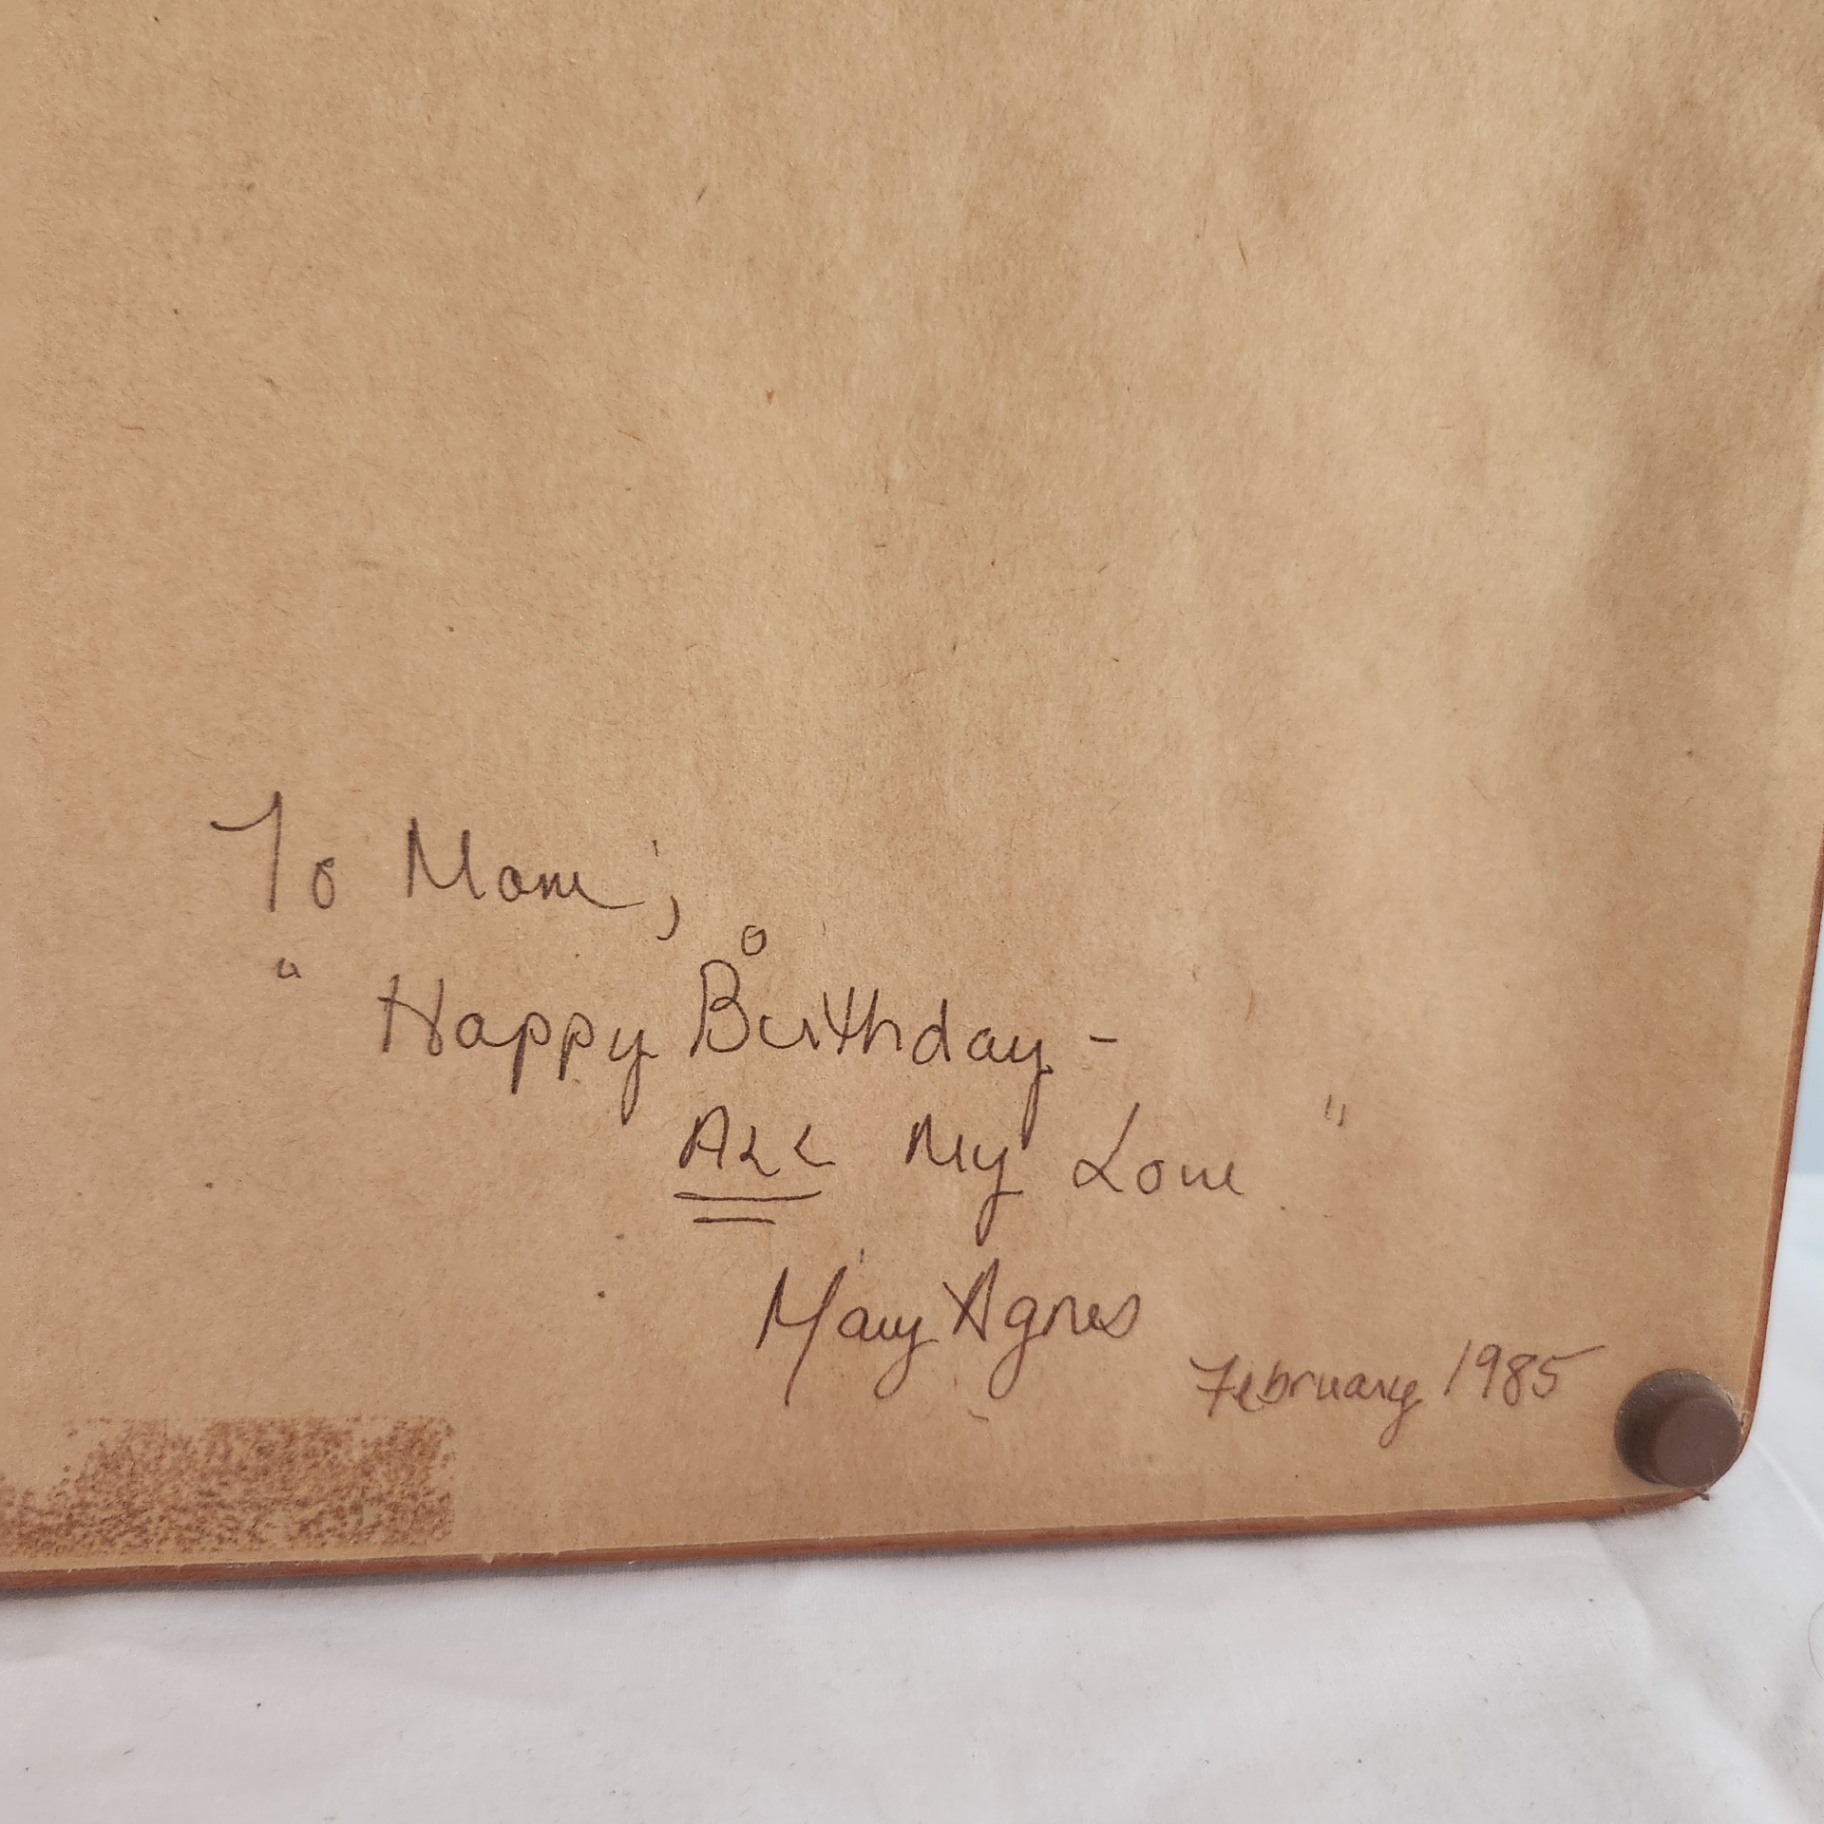 To Mom;
"Happy Birthday -
ALL My Love"
Mary Agnes
February 1985